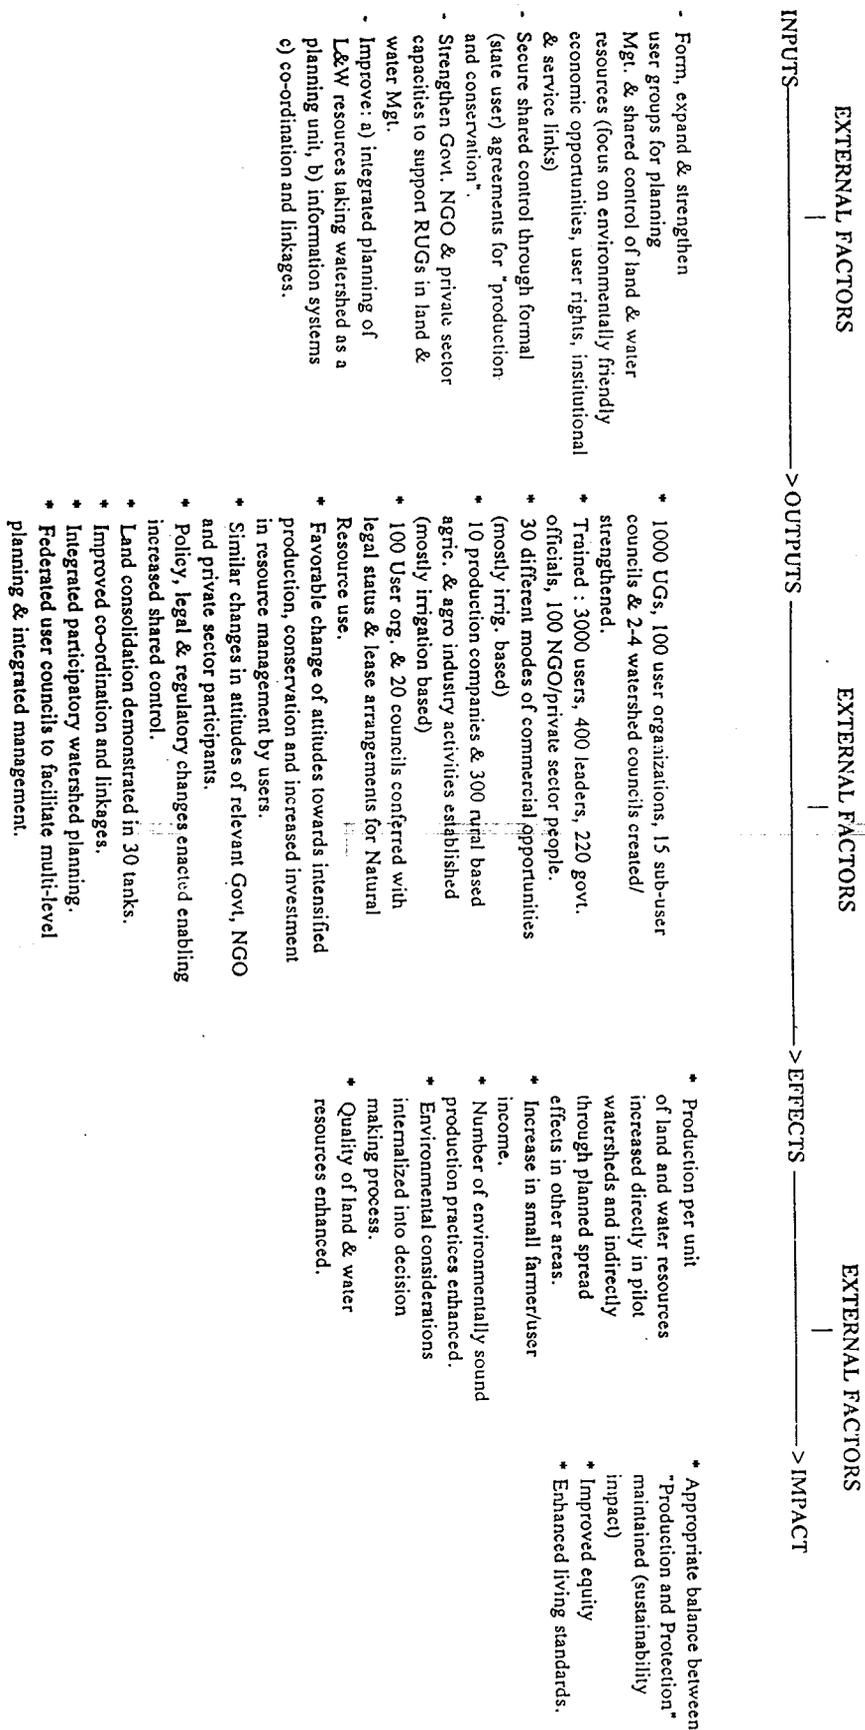 EXTERNAL FACTORS
EXTERNAL FACTORS
EXTERNAL FACTORS
INPUTS
> OUTPUTS
> EFFECTS
> IMPACT
- Form, expand & strengthen
user groups for planning
Mgt. & shared control of land & water
resources (focus on environmentally friendly
economic opportunities, user rights, institutional
& service links)
- Secure shared control through formal
(state user) agreements for "production
and conservation".
- Strengthen Govt. NGO & private sector
capacities to support RUGs in land &
water Mgt.
- Improve: a) integrated planning of
L&W resources taking watershed as a
planning unit, b) information systems
c) co-ordination and linkages.
* 1000 UGs, 100 user organizations, 15 sub-user
councils & 2-4 watershed councils created/
strengthened.
* Trained : 3000 users, 400 leaders, 220 govt.
officials, 100 NGO/private sector people.
* 30 different modes of commercial opportunities
(mostly irrig. based)
* 10 production companies & 300 rural based
agric. & agro industry activities established
(mostly irrigation based)
* 100 User org, & 20 councils conferred with
legal status & lease arrangements for Natural
Resource use.
* Favorable change of attitudes towards intensified
production, conservation and increased investment
in resource management by users.
* Similar changes in attitudes of relevant Govt, NGO
and private sector participants.
* Policy, legal & regulatory changes enacted enabling
increased shared control.
* Land consolidation demonstrated in 30 tanks.
* Improved co-ordination and linkages.
* Integrated participatory watershed planning.
* Federated user councils to facilitate multi-level
planning & integrated management.
* Production per unit
of land and water resources
increased directly in pilot
watersheds and indirectly
through planned spread
effects in other areas.
* Increase in small farmer/user
income.
* Number of environmentally sound
production practices enhanced.
* Environmental considerations
internalized into decision
making process.
* Quality of land & water
resources enhanced.
* Appropriate balance between
"Production and Protection"
maintained (sustainability
impact)
* Improved equity
* Enhanced living standards.